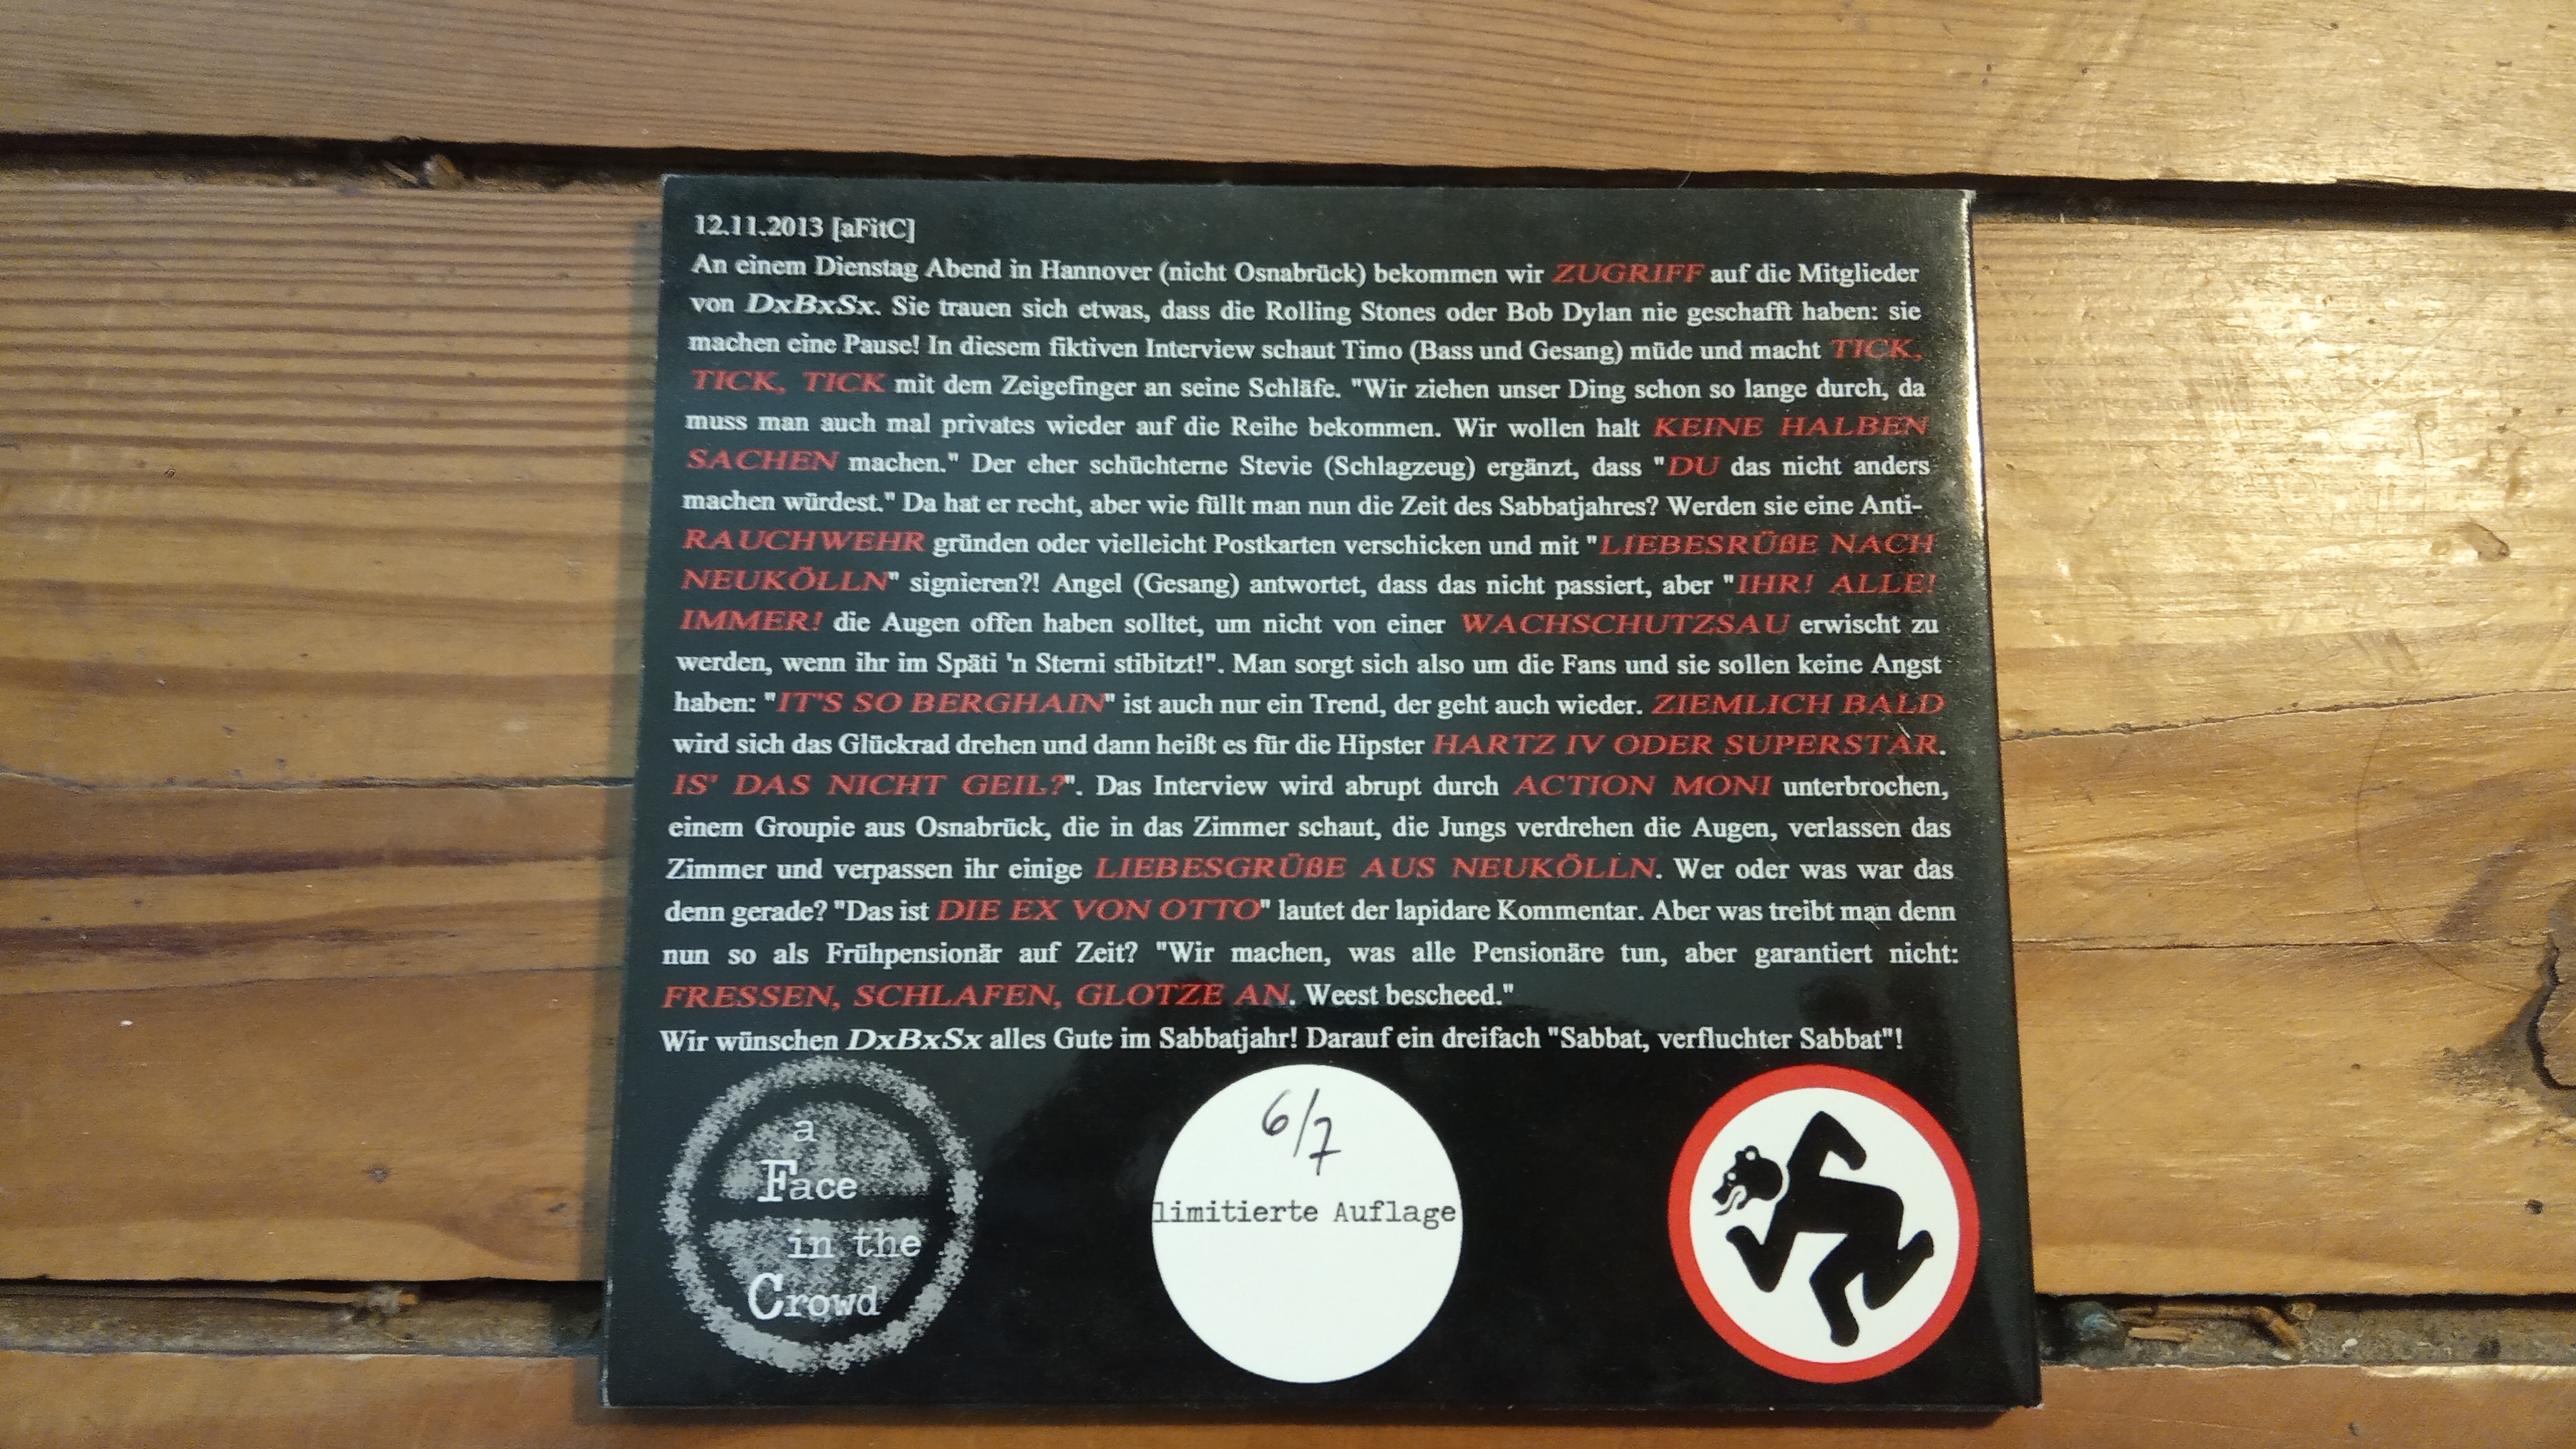 12.11.2013 [aFitC]
An einem Dienstag Abend in Hannover (nicht Osnabrück) bekommen wir ZUGRIFF auf die Mitglieder
von DxBxSx. Sie trauen sich etwas, dass die Rolling Stones oder Bob Dylan nie geschafft haben: sie
machen eine Pause! In diesem fiktiven Interview schaut Timo (Bass und Gesang) müde und macht TICK,
TICK, TICK mit dem Zeigefinger an seine Schläfe. "Wir ziehen unser Ding schon so lange durch, da
muss man auch mal privates wieder auf die Reihe bekommen. Wir wollen halt KEINE HALBEN
SACHEN machen." Der eher schüchterne Stevie (Schlagzeug) ergänzt, dass "DU das nicht anders
machen würdest." Da hat er recht, aber wie füllt man nun die Zeit des Sabbatjahres? Werden sie eine Anti-
RAUCHWEHR gründen oder vielleicht Postkarten verschicken und mit "LIEBESRÜßE NACH
NEUKÖLLN" signieren?! Angel (Gesang) antwortet, dass das nicht passiert, aber "IHR! ALLE!
IMMER! die Augen offen haben solltet, um nicht von einer WACHSCHUTZSAU erwischt zu
werden, wenn ihr im Späti 'n Sterni stibitzt!". Man sorgt sich also um die Fans und sie sollen keine Angst
haben: "IT'S SO BERGHAIN" ist auch nur ein Trend, der geht auch wieder. ZIEMLICH BALD
wird sich das Glückrad drehen und dann heißt es für die Hipster HARTZ IV ODER SUPERSTAR.
IS' DAS NICHT GEIL?". Das Interview wird abrupt durch ACTION MONI unterbrochen,
einem Groupie aus Osnabrück, die in das Zimmer schaut, die Jungs verdrehen die Augen, verlassen das
Zimmer und verpassen ihr einige LIEBESGRÜßE AUS NEUKÖLLN. Wer oder was war das
denn gerade? "Das ist DIE EX VON OTTO" lautet der lapidare Kommentar. Aber was treibt man denn
nun so als Frühpensionär auf Zeit? "Wir machen, was alle Pensionäre tun, aber garantiert nicht:
FRESSEN, SCHLAFEN, GLOTZE AN. Weest bescheed."
Wir wünschen DxBxSx alles Gute im Sabbatjahr! Darauf ein dreifach "Sabbat, verfluchter Sabbat"!
a
Face
in the
Crowd
6/7
limitierte Auflage